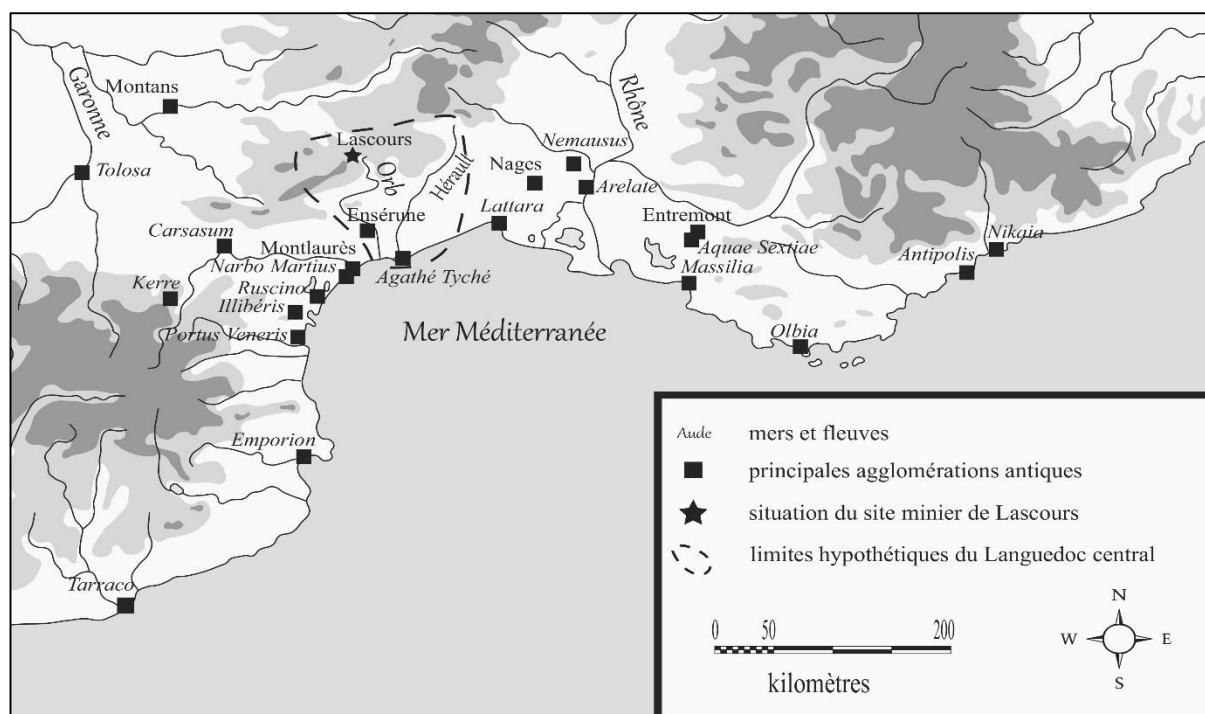 Garonne
Montans
Rhône
Lascours
Nemausus
Tolosa
Orb
Hérault
Nages
Arelate
Ensérune
Lattara
Entremont
Nikaia
Carsasum
Montlaurès
Aquae Sextiae
Narbo Martius
Agathé Tyché
Massilia
Antipolis
Kerre
Ruscino
Illibéris
Portus Veneris
Mer Méditerranée
Olbia
Emporion
Tarraco
Aude mers et fleuves
principales agglomérations antiques
situation du site minier de Lascours
limites hypothétiques du Languedoc central
0 50 200
kilomètres
N
W E
S